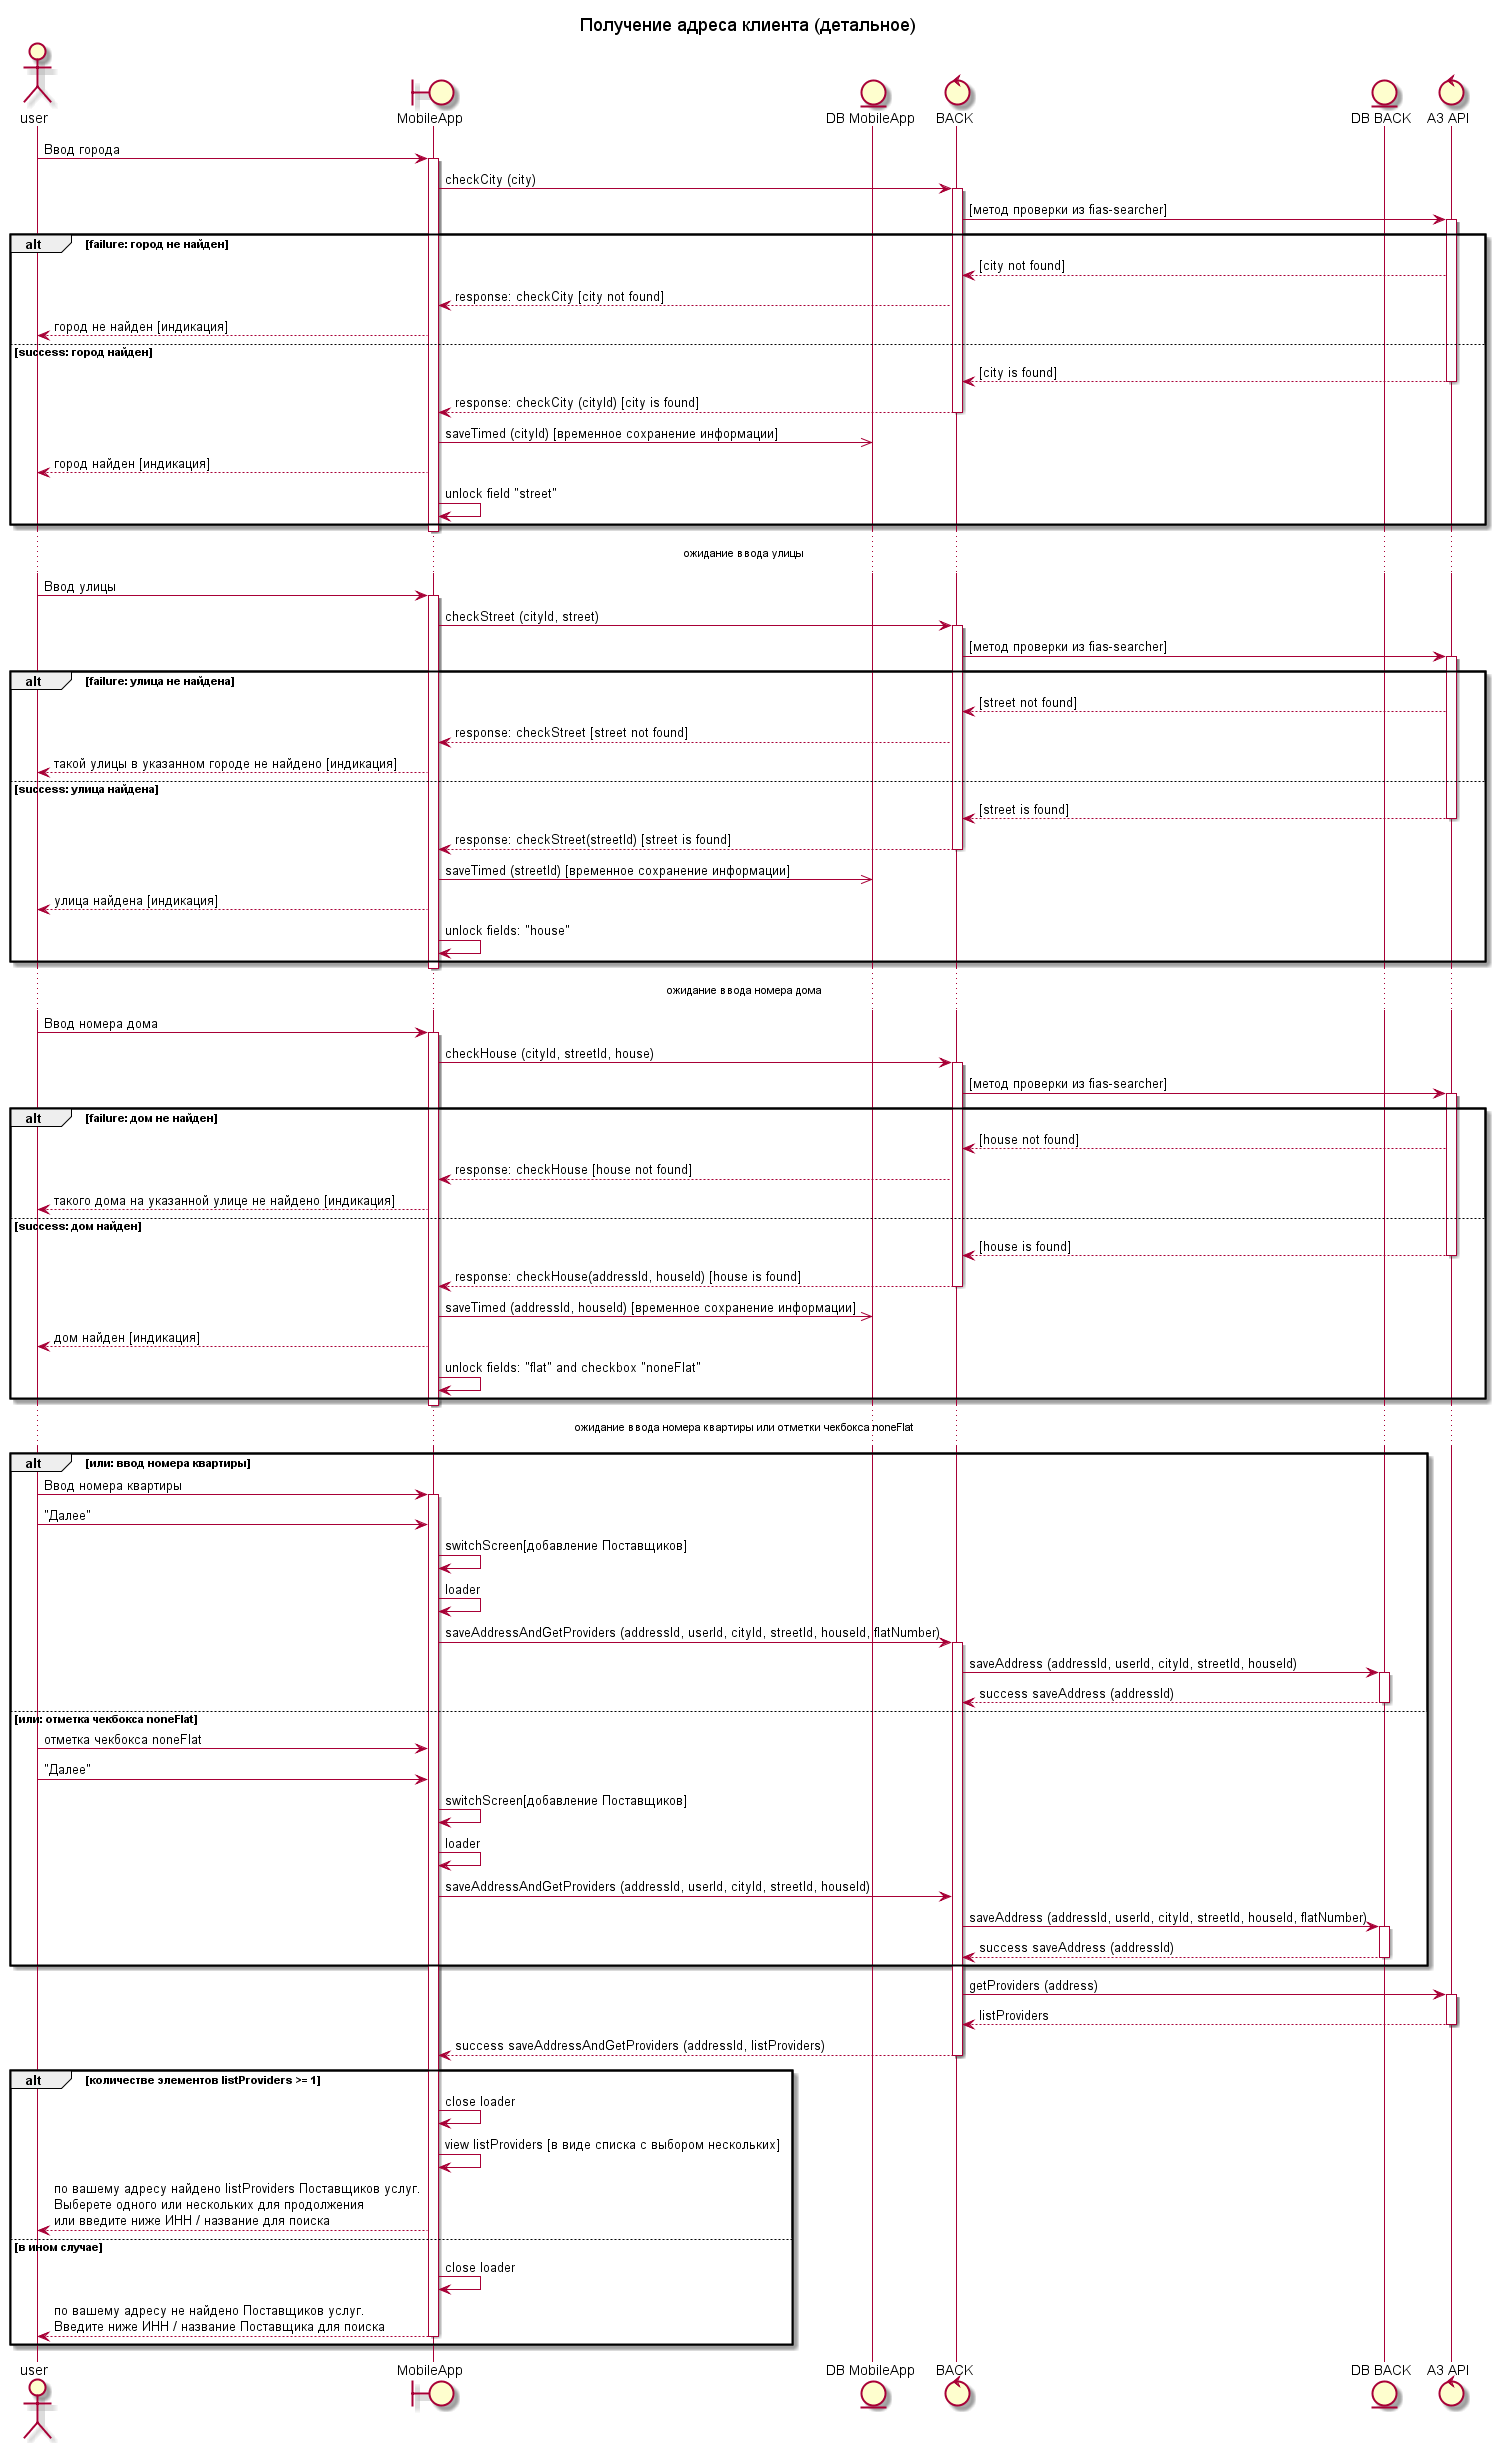 Получение адреса клиента (детальное)
user
MobileApp
DB MobileApp
BACK
DB BACK
A3 API
Ввод города
checkCity (city)
[метод проверки из fias-searcher]
alt [failure: город не найден]
[city not found]
response: checkCity [city not found]
город не найден [индикация]
[success: город найден]
[city is found]
response: checkCity (cityId) [city is found]
saveTimed (cityId) [временное сохранение информации]
город найден [индикация]
unlock field "street"
ожидание ввода улицы
Ввод улицы
checkStreet (cityId, street)
[метод проверки из fias-searcher]
alt [failure: улица не найдена]
[street not found]
response: checkStreet [street not found]
такой улицы в указанном городе не найдено [индикация]
[success: улица найдена]
[street is found]
response: checkStreet(streetId) [street is found]
saveTimed (streetId) [временное сохранение информации]
улица найдена [индикация]
unlock fields: "house"
ожидание ввода номера дома
Ввод номера дома
checkHouse (cityId, streetId, house)
[метод проверки из fias-searcher]
alt [failure: дом не найден]
[house not found]
response: checkHouse [house not found]
такого дома на указанной улице не найдено [индикация]
[success: дом найден]
[house is found]
response: checkHouse(addressId, houseId) [house is found]
saveTimed (addressId, houseId) [временное сохранение информации]
дом найден [индикация]
unlock fields: "flat" and checkbox "noneFlat"
ожидание ввода номера квартиры или отметки чекбокса noneFlat
alt [или: ввод номера квартиры]
Ввод номера квартиры
"Далее"
switchScreen[добавление Поставщиков]
loader
saveAddressAndGetProviders (addressId, userId, cityId, streetId, houseId, flatNumber)
saveAddress (addressId, userId, cityId, streetId, houseId)
success saveAddress (addressId)
[или: отметка чекбокса noneFlat]
отметка чекбокса noneFlat
"Далее"
switchScreen[добавление Поставщиков]
loader
saveAddressAndGetProviders (addressId, userId, cityId, streetId, houseId)
saveAddress (addressId, userId, cityId, streetId, houseId, flatNumber)
success saveAddress (addressId)
getProviders (address)
listProviders
success saveAddressAndGetProviders (addressId, listProviders)
alt [количестве элементов listProviders >= 1]
close loader
view listProviders [в виде списка с выбором нескольких]
по вашему адресу найдено listProviders Поставщиков услуг.
Выберете одного или нескольких для продолжения
или введите ниже ИНН / название для поиска
[в ином случае]
close loader
по вашему адресу не найдено Поставщиков услуг.
Введите ниже ИНН / название Поставщика для поиска
user
MobileApp
DB MobileApp
BACK
DB BACK
A3 API